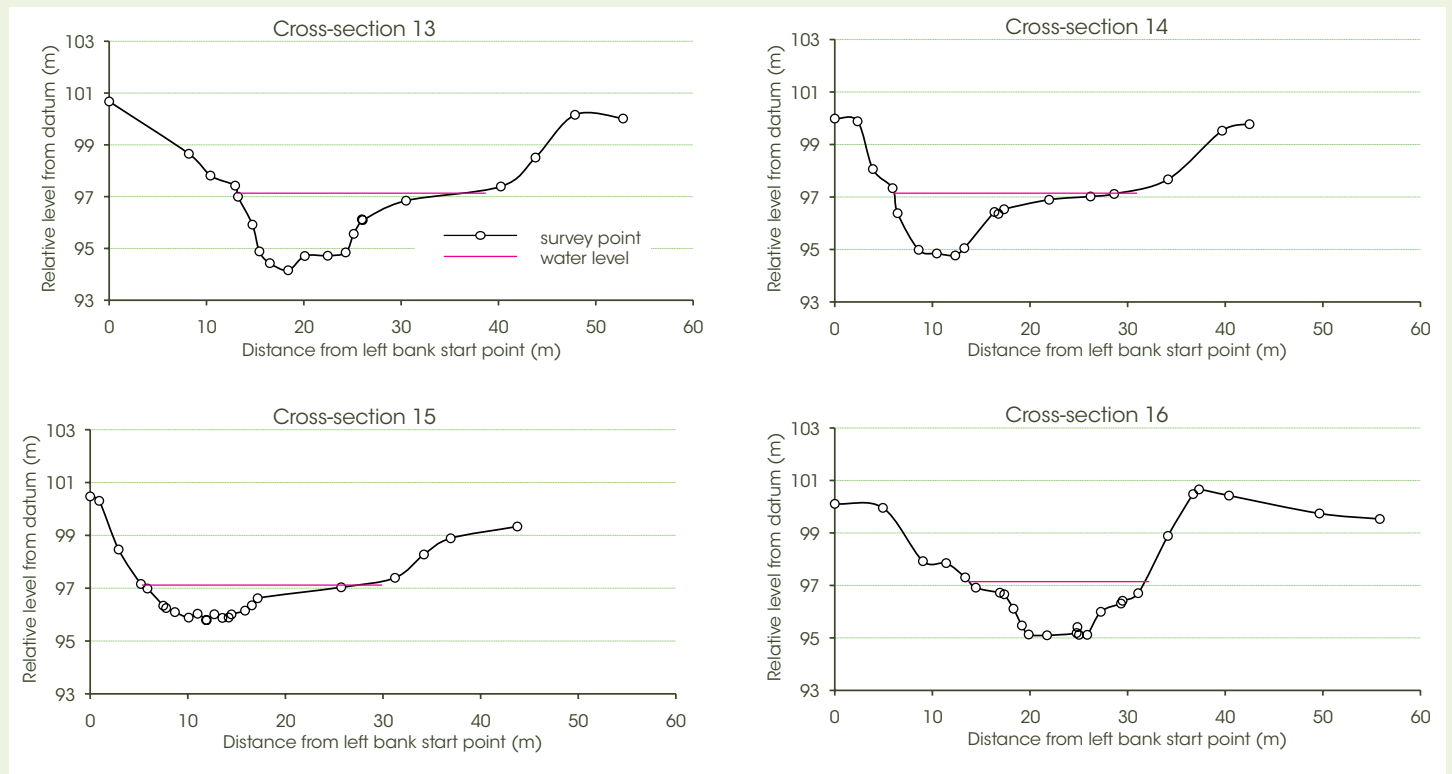 Cross-section 13
Relative level from datum (m)
103
101
99
97
95
93
0 10 20 30 40 50 60
Distance from left bank start point (m)
survey point
water level
Cross-section 14
Relative level from datum (m)
103
101
99
97
95
93
0 10 20 30 40 50 60
Distance from left bank start point (m)
Cross-section 15
Relative level from datum (m)
103
101
99
97
95
93
0 10 20 30 40 50 60
Distance from left bank start point (m)
Cross-section 16
Relative level from datum (m)
103
101
99
97
95
93
0 10 20 30 40 50 60
Distance from left bank start point (m)